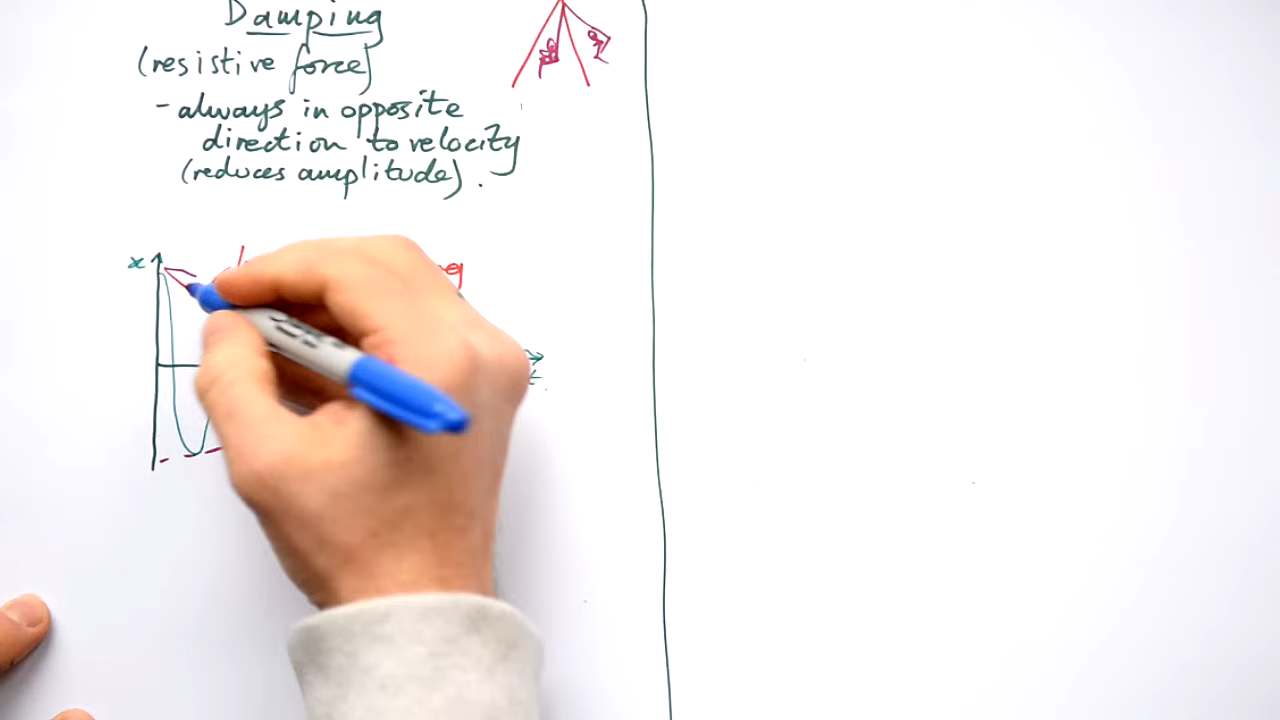 Damping
(resistive force)
- always in opposite
direction to velocity
(reduces amplitude).
x
t